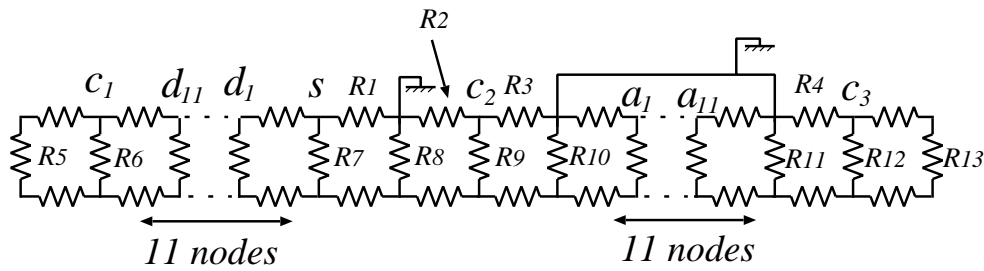 R2
c1 d11 d1 s R1 c2 R3 a1 a11 R4 c3
R5 R6 R7 R8 R9 R10 R11 R12 R13
11 nodes 11 nodes